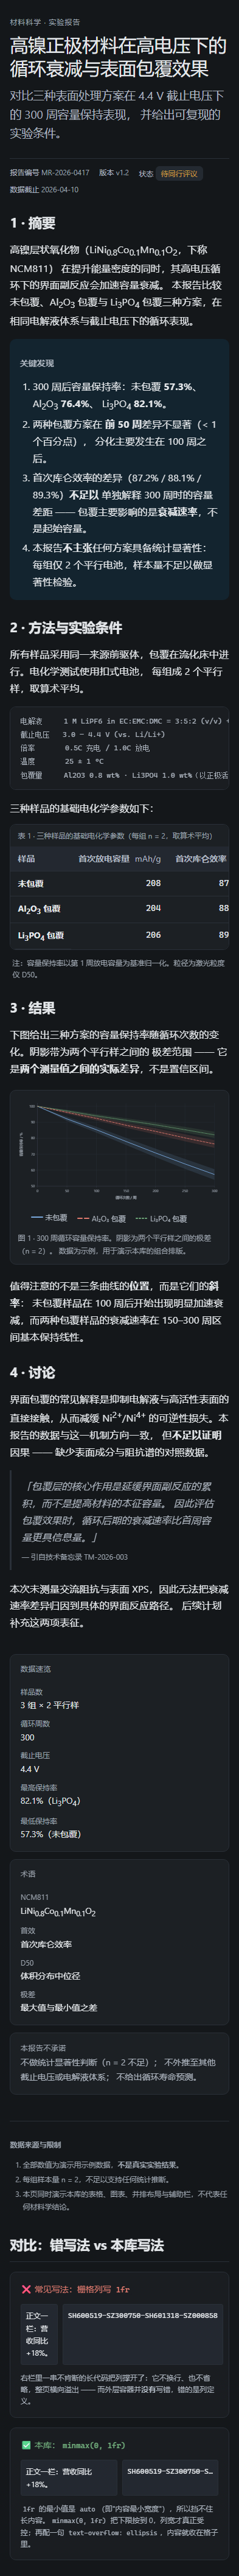 材料科学 · 实验报告
高镍正极材料在高电压下的
循环衰减与表面包覆效果
对比三种表面处理方案在 4.4 V 截止电压下
的 300 周容量保持表现， 并给出可复现的
实验条件。
报告编号 MR-2026-0417 版本 v1.2 状态 待同行评议
数据截止 2026-04-10
1 · 摘要
高镍层状氧化物（LiNi0.8Co0.1Mn0.1O2，下称
NCM811） 在提升能量密度的同时，其高电压循
环下的界面副反应会加速容量衰减。 本报告比较
未包覆、Al2O3 包覆与 Li3PO4 包覆三种方案，在
相同电解液体系与截止电压下的循环表现。
关键发现
1. 300 周后容量保持率：未包覆 57.3%、
Al2O3 76.4%、 Li3PO4 82.1%。
2. 两种包覆方案在 前 50 周差异不显著（< 1
个百分点）， 分化主要发生在 100 周之
后。
3. 首次库仑效率的差异（87.2% / 88.1% /
89.3%）不足以 单独解释 300 周时的容量
差距 —— 包覆主要影响的是衰减速率，不
是起始容量。
4. 本报告不主张任何方案具备统计显著性：
每组仅 2 个平行电池，样本量不足以做显
著性检验。
2 · 方法与实验条件
所有样品采用同一来源前驱体，包覆在流化床中进
行。电化学测试使用扣式电池， 每组成 2 个平行
样，取算术平均。
电解液 1 M LiPF6 in EC:EMC:DMC = 3:5:2 (v/v) +
截止电压 3.0 – 4.4 V (vs. Li/Li+)
倍率 0.5C 充电 / 1.0C 放电
温度 25 ± 1 °C
包覆量 Al2O3 0.8 wt% · Li3PO4 1.0 wt%（以正极活
三种样品的基础电化学参数如下：
表 1 · 三种样品的基础电化学参数（每组 n = 2，取算术平均）
样品 首次放电容量 mAh/g 首次库仑效率
未包覆 208 87
Al2O3 包覆 204 88
Li3PO4 包覆 206 89
注：容量保持率以第 1 周放电容量为基准归一化。粒径为激光粒度
仪 D50。
3 · 结果
下图给出三种方案的容量保持率随循环次数的变
化。阴影带为两个平行样之间的 极差范围 —— 它
是两个测量值之间的实际差异，不是置信区间。
100
90
80
70
60
50
0 50 100 150 200 250 300
未包覆 Al2O3 包覆 Li3PO4 包覆
图 1 · 300 周循环容量保持率。阴影为两个平行样之间的极差
（n = 2）。 数据为示例，用于演示本库的组合排版。
值得注意的不是三条曲线的位置，而是它们的斜
率： 未包覆样品在 100 周后开始出现明显加速衰
减，而两种包覆样品的衰减速率在 150–300 周区
间基本保持线性。
4 · 讨论
界面包覆的常见解释是抑制电解液与高活性表面的
直接接触，从而减缓 Ni2+/Ni4+ 的可逆性损失。本
报告的数据与这一机制方向一致， 但不足以证明
因果 —— 缺少表面成分与阻抗谱的对照数据。
「包覆层的核心作用是延缓界面副反应的累
积，而不是提高材料的本征容量。 因此评估
包覆效果时，循环后期的衰减速率比首周容
量更具信息量。」
— 引自技术备忘录 TM-2026-003
本次未测量交流阻抗与表面 XPS，因此无法把衰减
速率差异归因到具体的界面反应路径。 后续计划
补充这两项表征。
数据速览
样品数
3 组 × 2 平行样
循环周数
300
截止电压
4.4 V
最高保持率
82.1%（Li3PO4）
最低保持率
57.3%（未包覆）
术语
NCM811
LiNi0.8Co0.1Mn0.1O2
首效
首次库仑效率
D50
体积分布中位径
极差
最大值与最小值之差
本报告不承诺
不做统计显著性判断（n = 2 不足）； 不外推至其他
截止电压或电解液体系； 不给出循环寿命预测。
数据来源与限制
1. 全部数值为演示用示例数据，不是真实实验结果。
2. 每组样本量 n = 2，不足以支持任何统计推断。
3. 本页同时演示本库的表格、图表、并排布局与辅助栏，不代表任
何材料学结论。
对比：错写法 vs 本库写法
❌ 常见写法：栅格列写 1fr
正文一 SH600519-SZ300750-SH601318-SZ000858
栏：营
收同比
+18%。
右栏里一串不肯断的长代码把列撑开了：它不换行，也不省
略，整页横向溢出 —— 而外层容器并没有写错，错的是列定
义。
✅ 本库： minmax(0, 1fr)
正文一栏：营收同比 SH600519-SZ300750-S…
+18%。
1fr 的最小值是 auto （即“内容最小宽度”），所以挡不住
长内容。 minmax(0, 1fr) 把下限按到 0，列宽才真正受
控；再配一句 text-overflow: ellipsis ，内容就收在格子
里。